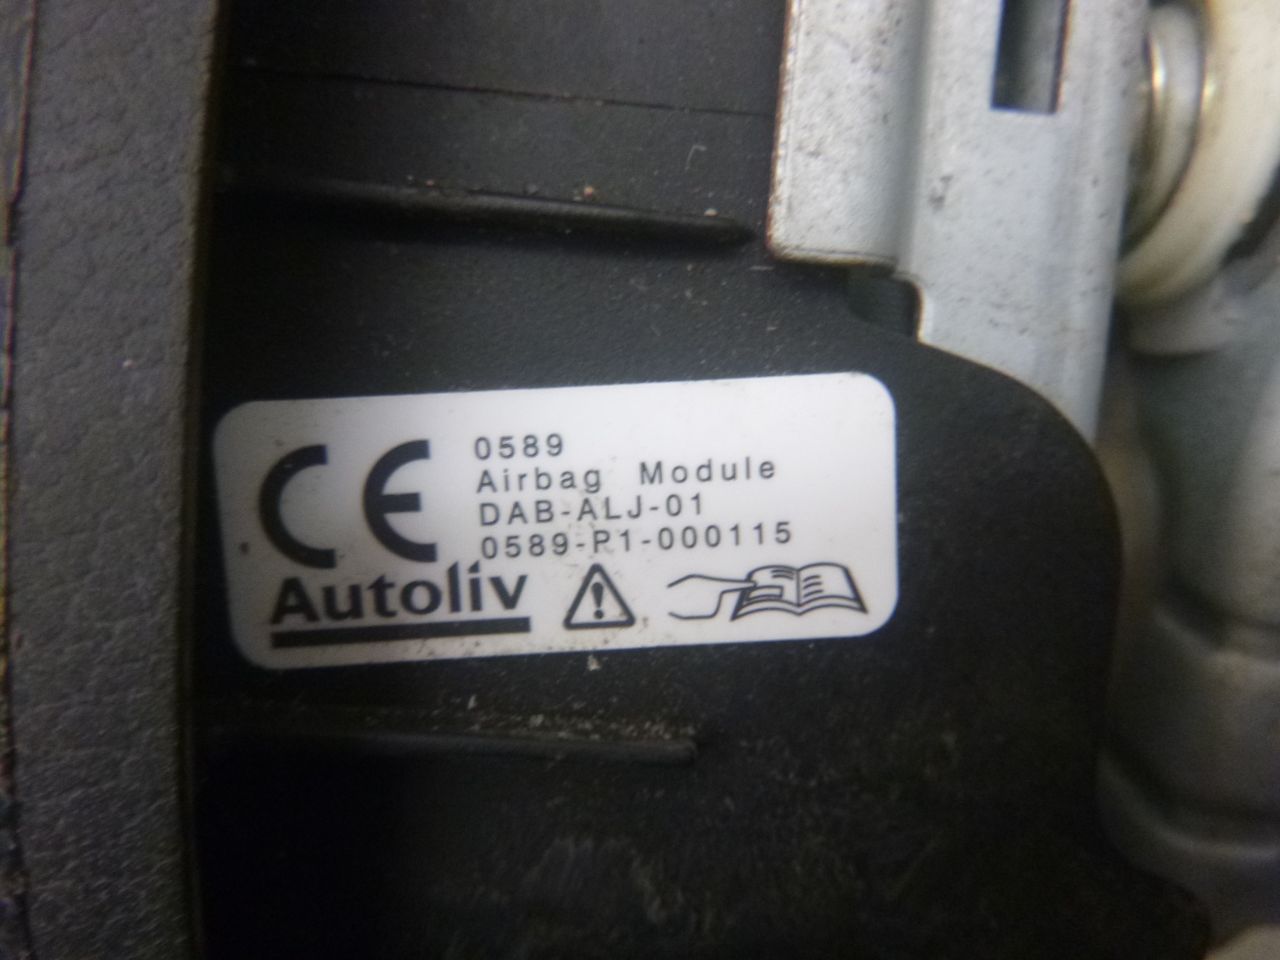 CE
0589
Airbag Module
DAB-ALJ-01
0589-P1-000115
Autoliv